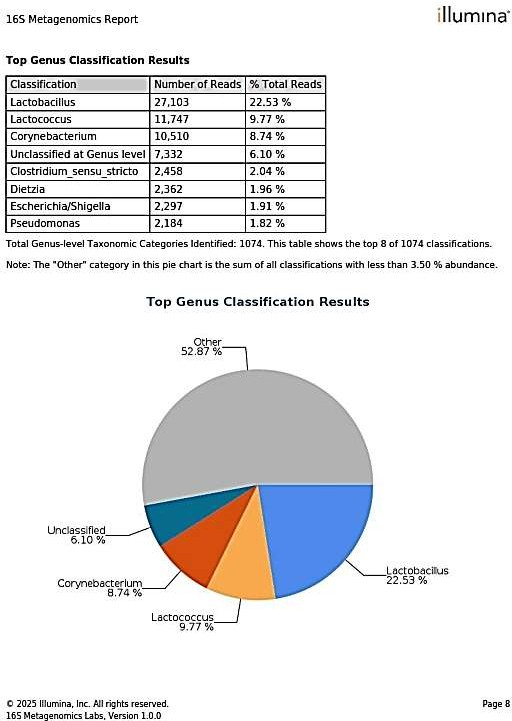 16S Metagenomics Report
illumina®
Top Genus Classification Results
Classification Number of Reads % Total Reads
Lactobacillus 27,103 22.53 %
Lactococcus 11,747 9.77 %
Corynebacterium 10,510 8.74 %
Unclassified at Genus level 7,332 6.10 %
Clostridium_sensu_stricto 2,458 2.04 %
Dietzia 2,362 1.96 %
Escherichia/Shigella 2,297 1.91 %
Pseudomonas 2,184 1.82 %
Total Genus-level Taxonomic Categories Identified: 1074. This table shows the top 8 of 1074 classifications.
Note: The "Other" category in this pie chart is the sum of all classifications with less than 3.50 % abundance.
Top Genus Classification Results
Other
52.87 %
Unclassified
6.10 %
Corynebacterium
8.74 %
Lactococcus
9.77 %
Lactobacillus
22.53 %
© 2025 Illumina, Inc. All rights reserved.
Page 8
16S Metagenomics Labs, Version 1.0.0